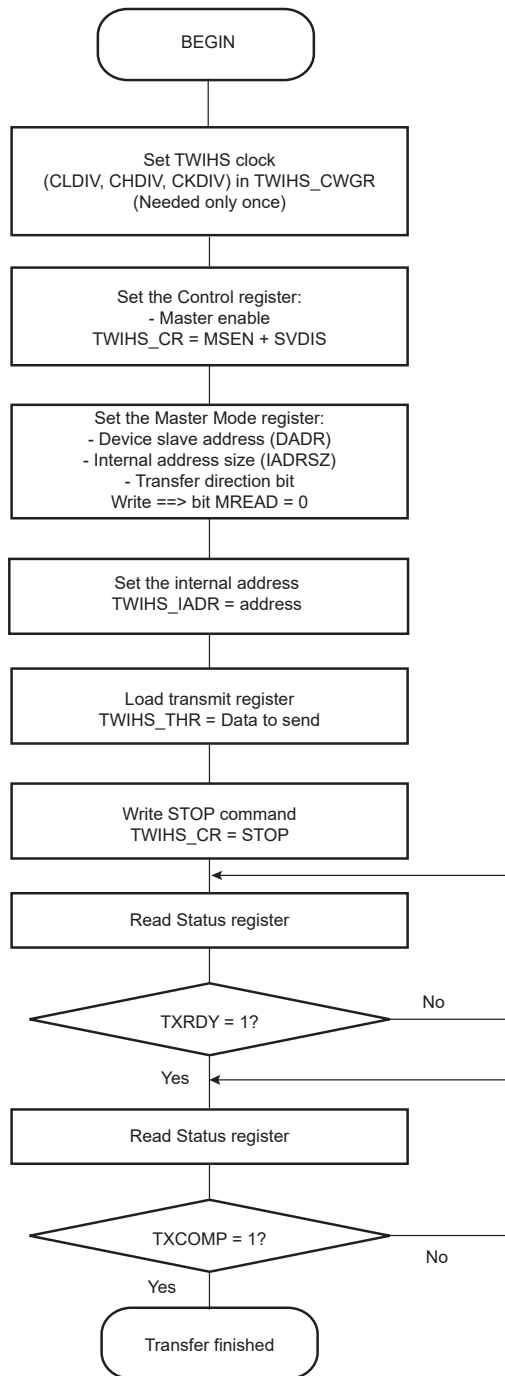 BEGIN
Set TWIHS clock
(CLDIV, CHDIV, CKDIV) in TWIHS_CWGR
(Needed only once)
Set the Control register:
- Master enable
TWIHS_CR = MSEN + SVDIS
Set the Master Mode register:
- Device slave address (DADR)
- Internal address size (IADRSZ)
- Transfer direction bit
Write ==> bit MREAD = 0
Set the internal address
TWIHS_IADR = address
Load transmit register
TWIHS_THR = Data to send
Write STOP command
TWIHS_CR = STOP
Read Status register
No
TXRDY = 1?
Yes
Read Status register
TXCOMP = 1?
No
Yes
Transfer finished